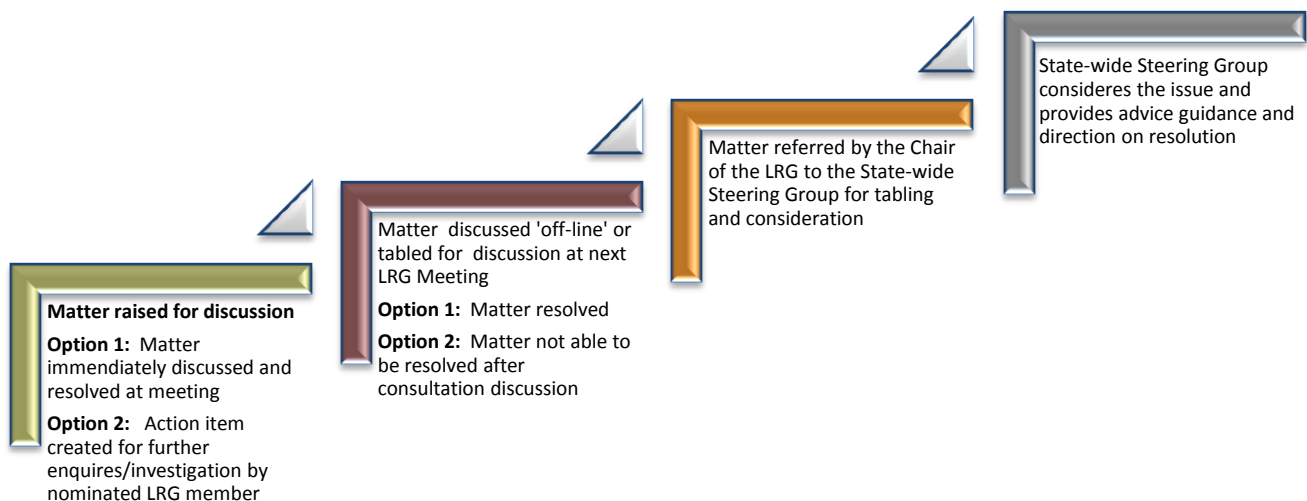 Matter raised for discussion
Option 1: Matter
immendiately discussed and
resolved at meeting
Option 2: Action item
created for further
enquires/investigation by
nominated LRG member
Matter discussed 'off-line' or
tabled for discussion at next
LRG Meeting
Option 1: Matter resolved
Option 2: Matter not able to
be resolved after
consultation discussion
Matter referred by the Chair
of the LRG to the State-wide
Steering Group for tabling
and consideration
State-wide Steering Group
consideres the issue and
provides advice guidance and
direction on resolution